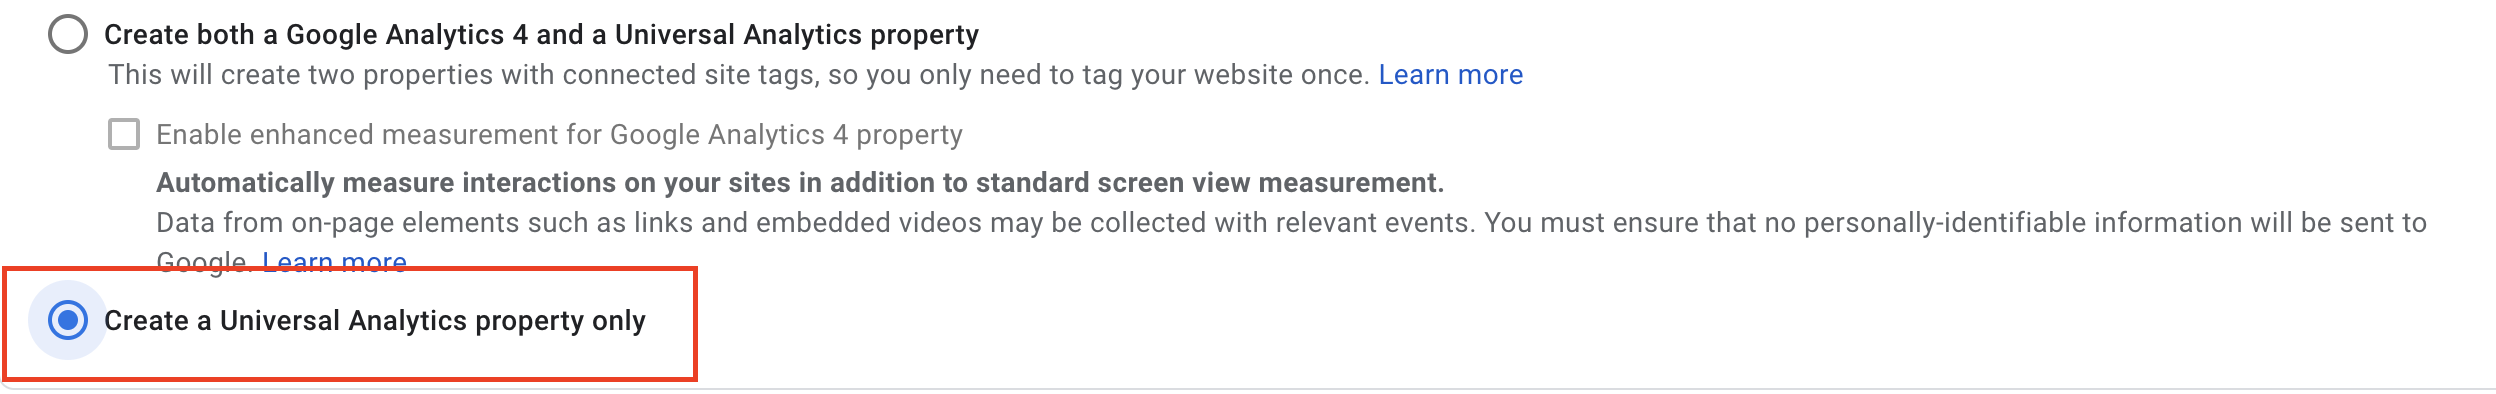 Create both a Google Analytics 4 and a Universal Analytics property
This will create two properties with connected site tags, so you only need to tag your website once. Learn more
Enable enhanced measurement for Google Analytics 4 property
Automatically measure interactions on your sites in addition to standard screen view measurement.
Data from on-page elements such as links and embedded videos may be collected with relevant events. You must ensure that no personally-identifiable information will be sent to
Google. Learn more
Create a Universal Analytics property only